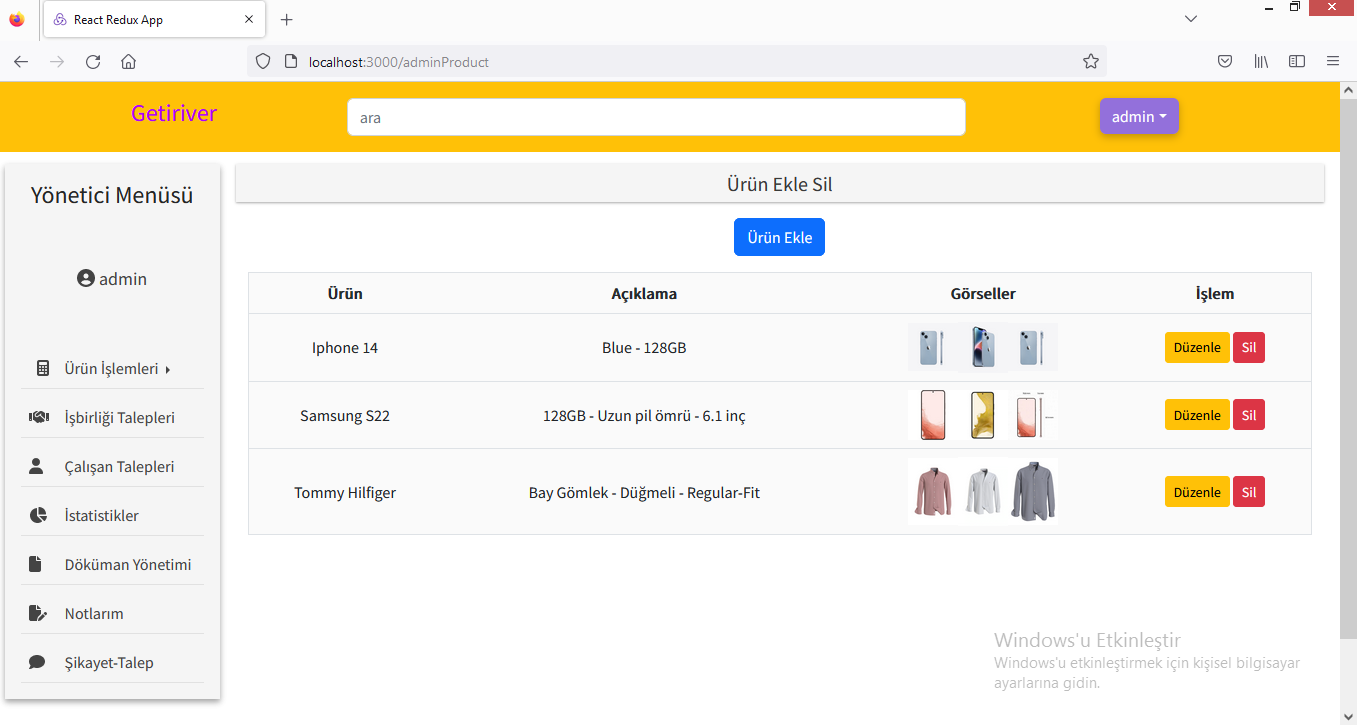 React Redux App
localhost:3000/adminProduct
Getiriver
ara
admin
Yönetici Menüsü
admin
Ürün İşlemleri
İşbirliği Talepleri
Çalışan Talepleri
İstatistikler
Döküman Yönetimi
Notlarım
Şikayet-Talep
Ürün Ekle Sil
Ürün Ekle
Ürün Açıklama Görseller İşlem
Iphone 14 Blue - 128GB Düzenle Sil
Samsung S22 128GB - Uzun pil ömrü - 6.1 inç Düzenle Sil
Tommy Hilfiger Bay Gömlek - Düğmeli - Regular-Fit Düzenle Sil
Windows'u Etkinleştir
Windows'u etkinleştirmek için kişisel bilgisayar
ayarlarına gidin.